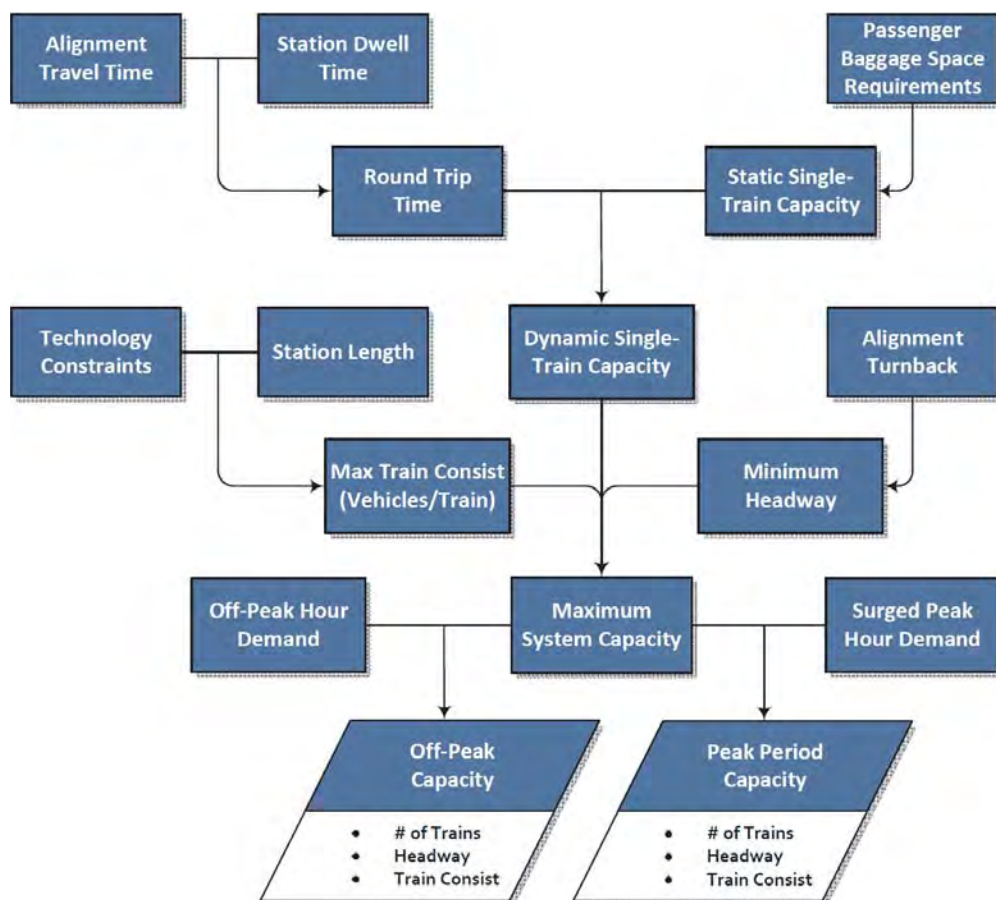 Alignment
Travel Time
Station Dwell
Time
Passenger
Baggage Space
Requirements
Round Trip
Time
Static Single-
Train Capacity
Technology
Constraints
Station Length
Dynamic Single-
Train Capacity
Alignment
Turnback
Max Train Consist
(Vehicles/Train)
Minimum
Headway
Off-Peak Hour
Demand
Maximum
System Capacity
Surged Peak
Hour Demand
Off-Peak
Capacity
• # of Trains
• Headway
• Train Consist
Peak Period
Capacity
• # of Trains
• Headway
• Train Consist